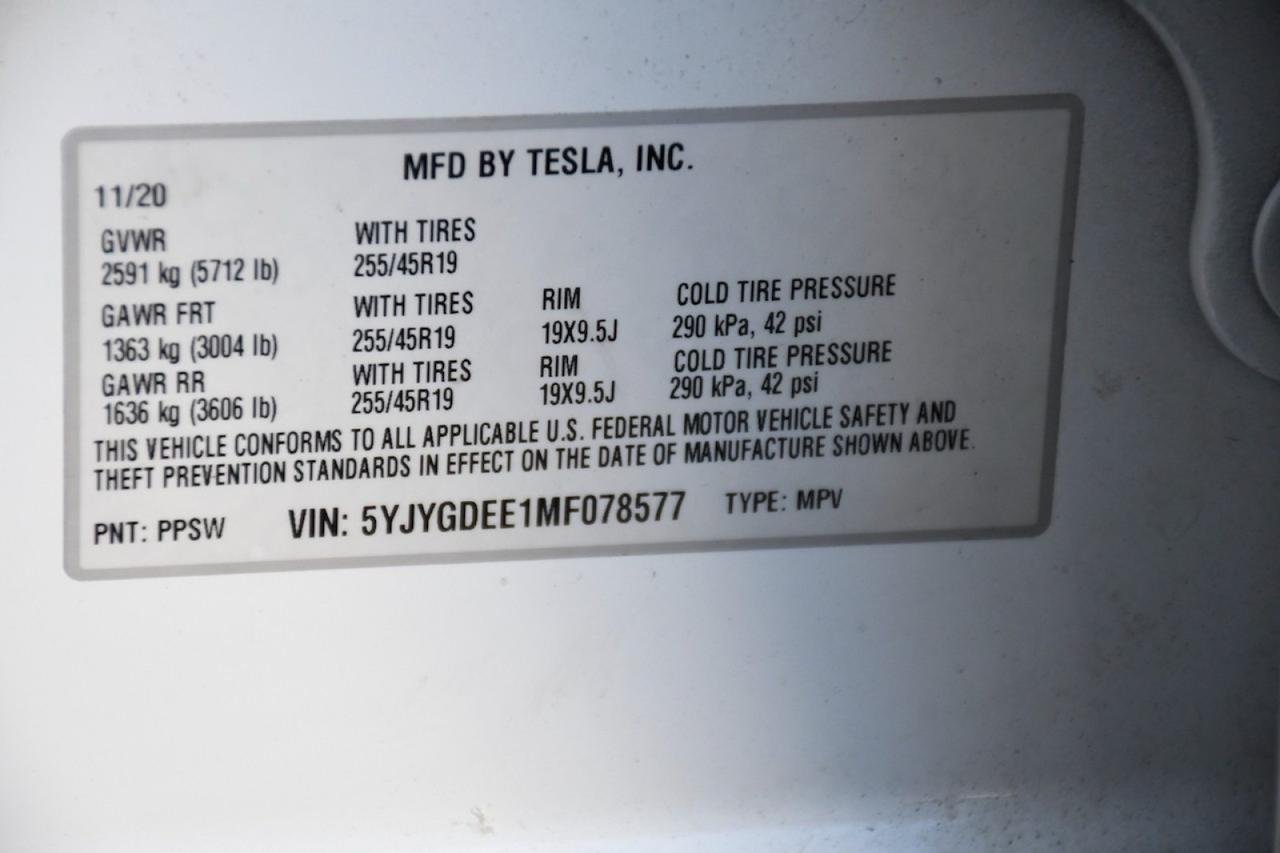 MFD BY TESLA, INC.
11/20
GVWR WITH TIRES
2591 kg (5712 lb) 255/45R19
GAWR FRT WITH TIRES RIM COLD TIRE PRESSURE
1363 kg (3004 lb) 255/45R19 19X9.5J 290 kPa, 42 psi
GAWR RR WITH TIRES RIM COLD TIRE PRESSURE
1636 kg (3606 lb) 255/45R19 19X9.5J 290 kPa, 42 psi
THIS VEHICLE CONFORMS TO ALL APPLICABLE U.S. FEDERAL MOTOR VEHICLE SAFETY AND
THEFT PREVENTION STANDARDS IN EFFECT ON THE DATE OF MANUFACTURE SHOWN ABOVE.
PNT: PPSW VIN: 5YJYGDEE1MF078577 TYPE: MPV